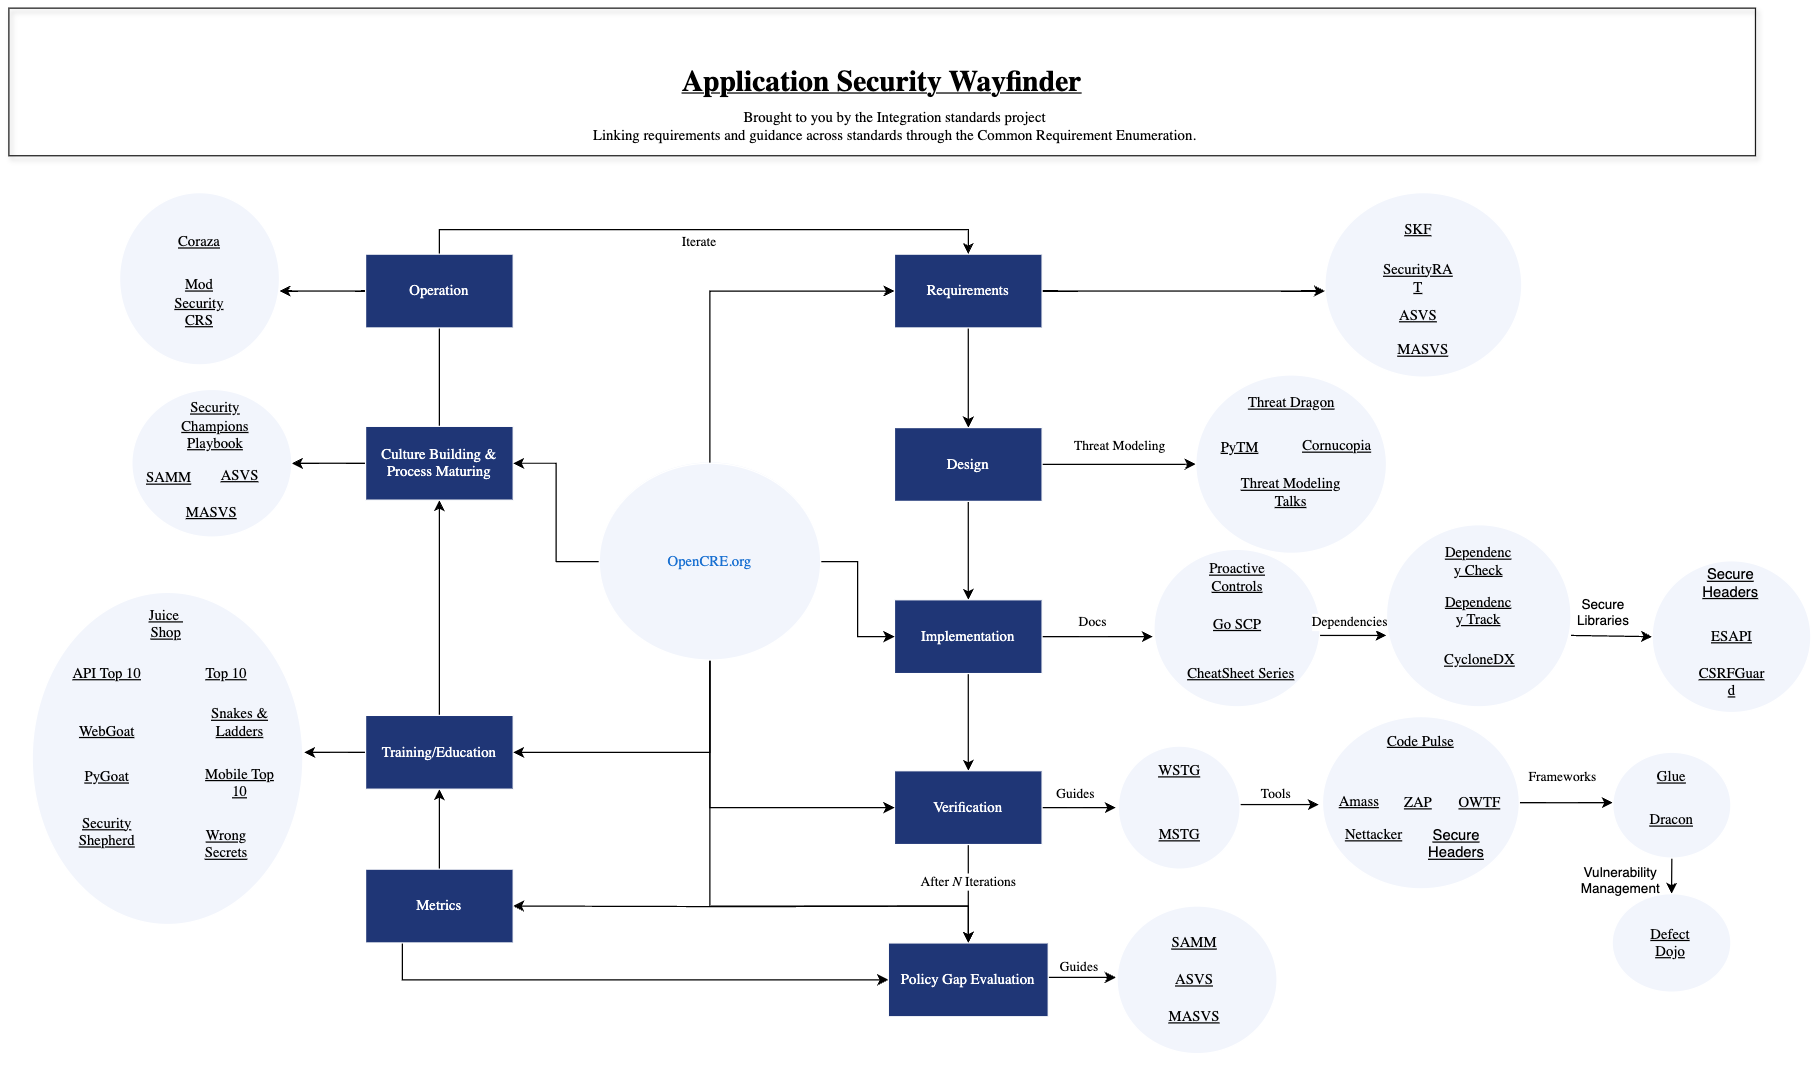 Application Security Wayfinder
Brought to you by the Integration standards project
Linking requirements and guidance across standards through the Common Requirement Enumeration.
Coraza
Mod
Security
CRS
Operation
Iterate
Requirements
SKF
SecurityRA
T
ASVS
MASVS
Security
Champions
Playbook
SAMM
ASVS
MASVS
Culture Building &
Process Maturing
Design
Threat Modeling
Threat Dragon
PyTM
Cornucopia
Threat Modeling
Talks
OpenCRE.org
Implementation
Docs
Proactive
Controls
Go SCP
CheatSheet Series
Dependencies
Dependenc
y Check
Dependenc
y Track
CycloneDX
Secure
Libraries
Secure
Headers
ESAPI
CSRFGuar
d
Juice
Shop
API Top 10
Top 10
WebGoat
Snakes &
Ladders
PyGoat
Mobile Top
10
Security
Shepherd
Wrong
Secrets
Training/Education
Verification
Guides
WSTG
MSTG
Tools
Code Pulse
Amass
ZAP
OWTF
Nettacker
Secure
Headers
Frameworks
Glue
Dracon
Vulnerability
Management
Defect
Dojo
Metrics
After N Iterations
Policy Gap Evaluation
Guides
SAMM
ASVS
MASVS